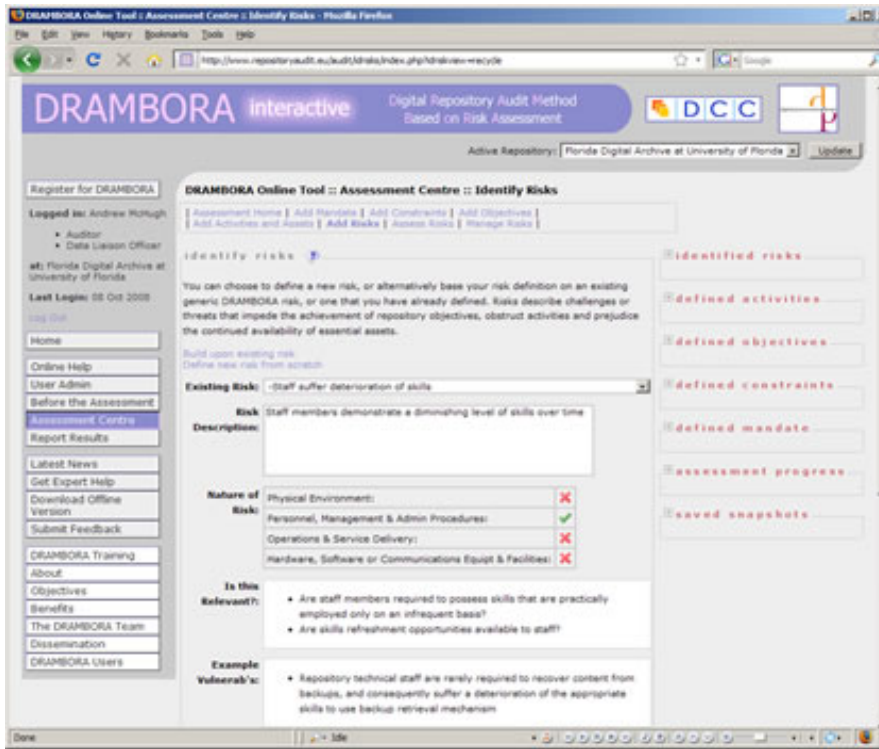 DRAMBORA Online Tool :: Assessment Centre :: Identify Risks - Mozilla Firefox
File Edit View History Bookmarks Tools Help
http://www.repositoryaudit.eu/audit/idrisks/index.php?idriskview=recycle
Google
DRAMBORA interactive
Digital Repository Audit Method
Based on Risk Assessment
DCC
dp
Active Repository: Florida Digital Archive at University of Florida Update
Register for DRAMBORA
Logged in: Andrew McHugh
• Auditor
• Data Liaison Officer
at: Florida Digital Archive at
University of Florida
Last Login: 08 Oct 2008
Log Out
Home
Online Help
User Admin
Before the Assessment
Assessment Centre
Report Results
Latest News
Get Expert Help
Download Offline
Version
Submit Feedback
DRAMBORA Training
About
Objectives
Benefits
The DRAMBORA Team
Dissemination
DRAMBORA Users
DRAMBORA Online Tool :: Assessment Centre :: Identify Risks
| Assessment Home | Add Mandate | Add Constraints | Add Objectives |
| Add Activities and Assets | Add Risks | Assess Risks | Manage Risks |
identify risks ?
You can choose to define a new risk, or alternatively base your risk definition on an existing
generic DRAMBORA risk, or one that you have already defined. Risks describe challenges or
threats that impede the achievement of repository objectives, obstruct activities and prejudice
the continued availability of essential assets.
Build upon existing risk
Define new risk from scratch
Existing Risk: -Staff suffer deterioration of skills
Risk
Description:
Staff members demonstrate a diminishing level of skills over time
Nature of
Risk:
Physical Environment:
Personnel, Management & Admin Procedures:
Operations & Service Delivery:
Hardware, Software or Communications Equipt & Facilities:
Is this
Relevant?:
• Are staff members required to possess skills that are practically
employed only on an infrequent basis?
• Are skills refreshment opportunities available to staff?
Example
Vulnerab's:
• Repository technical staff are rarely required to recover content from
backups, and consequently suffer a deterioration of the appropriate
skills to use backup retrieval mechanism
identified risks
defined activities
defined objectives
defined constraints
defined mandate
assessment progress
saved snapshots
Done
Idle